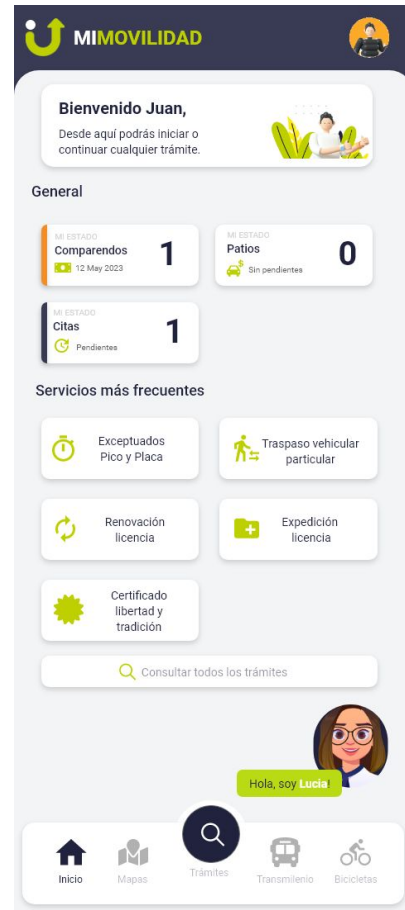 MIMOVILIDAD
Bienvenido Juan,
Desde aquí podrás iniciar o
continuar cualquier trámite.
General
MI ESTADO
Comparendos
12 May 2023
1
MI ESTADO
Patios
$
Sin pendientes
0
MI ESTADO
Citas
Pendientes
1
Servicios más frecuentes
Exceptuados
Pico y Placa
Traspaso vehicular
particular
Renovación
licencia
Expedición
licencia
Certificado
libertad y
tradición
Consultar todos los trámites
Hola, soy Lucia!
Inicio
Mapas
Trámites
Transmilenio
Bicicletas